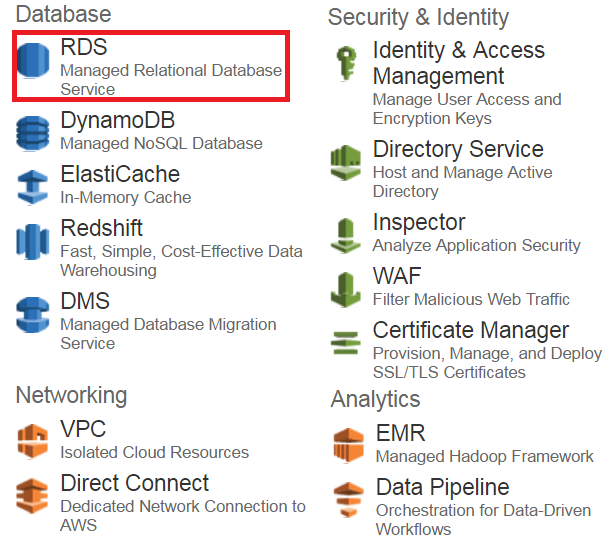 Database
RDS
Managed Relational Database
Service
DynamoDB
Managed NoSQL Database
ElastiCache
In-Memory Cache
Redshift
Fast, Simple, Cost-Effective Data
Warehousing
DMS
Managed Database Migration
Service
Networking
VPC
Isolated Cloud Resources
Direct Connect
Dedicated Network Connection to
AWS
Security & Identity
Identity & Access
Management
Manage User Access and
Encryption Keys
Directory Service
Host and Manage Active
Directory
Inspector
Analyze Application Security
WAF
Filter Malicious Web Traffic
Certificate Manager
Provision, Manage, and Deploy
SSL/TLS Certificates
Analytics
EMR
Managed Hadoop Framework
Data Pipeline
Orchestration for Data-Driven
Workflows